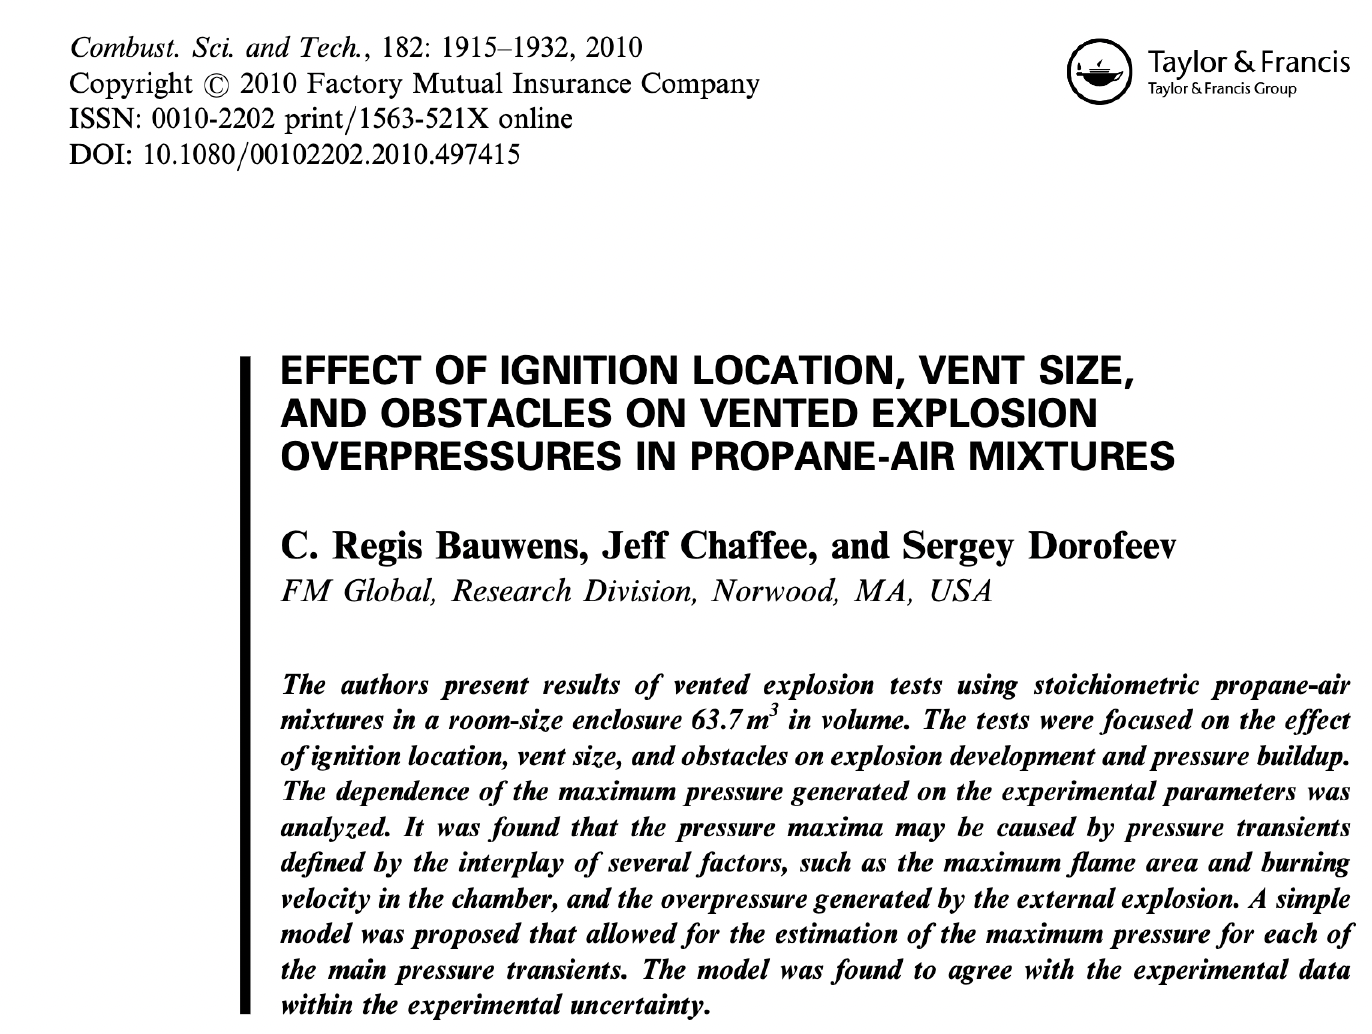 Combust. Sci. and Tech., 182: 1915–1932, 2010
Copyright © 2010 Factory Mutual Insurance Company
ISSN: 0010-2202 print/1563-521X online
DOI: 10.1080/00102202.2010.497415
Taylor & Francis
Taylor & Francis Group
EFFECT OF IGNITION LOCATION, VENT SIZE,
AND OBSTACLES ON VENTED EXPLOSION
OVERPRESSURES IN PROPANE-AIR MIXTURES
C. Regis Bauwens, Jeff Chaffee, and Sergey Dorofeev
FM Global, Research Division, Norwood, MA, USA
The authors present results of vented explosion tests using stoichiometric propane-air
mixtures in a room-size enclosure 63.7 m³ in volume. The tests were focused on the effect
of ignition location, vent size, and obstacles on explosion development and pressure buildup.
The dependence of the maximum pressure generated on the experimental parameters was
analyzed. It was found that the pressure maxima may be caused by pressure transients
defined by the interplay of several factors, such as the maximum flame area and burning
velocity in the chamber, and the overpressure generated by the external explosion. A simple
model was proposed that allowed for the estimation of the maximum pressure for each of
the main pressure transients. The model was found to agree with the experimental data
within the experimental uncertainty.